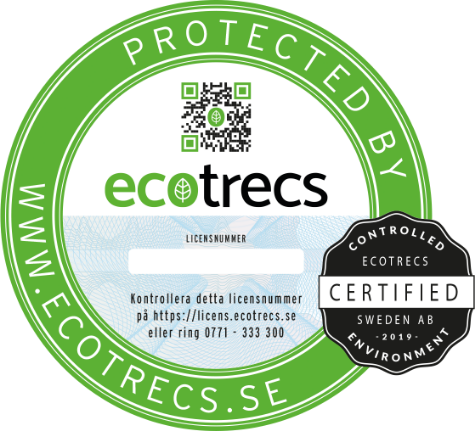 PROTECTED BY
ecotrecs
LICENSNUMMER
Kontrollera detta licensnummer
på https://licens.ecotrecs.se
eller ring 0771 - 333 300
WWW.ECOTRECS.SE
CONTROLLED
ECOTRECS
CERTIFIED
SWEDEN AB
-2019-
ENVIRONMENT